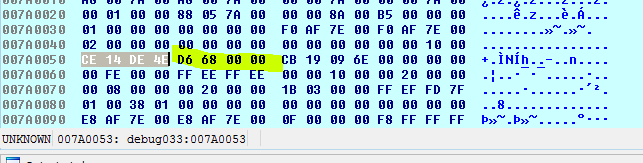 007A0020 00 01 00 00 88 05 7A 00 00 00 8A 00 B5 00 00 00 ....ê.z...è.Á...
007A0030 01 00 00 00 00 00 00 00 F0 AF 7E 00 F0 AF 7E 00
007A0040 02 00 00 00 00 00 00 00 00 00 00 00 00 00 10 00
007A0050 CE 14 DE 4E D6 68 00 00 CB 19 09 6E 00 00 00 00
007A0060 00 FE 00 00 FF EE FF EE 00 00 10 00 00 20 00 00
007A0070 00 08 00 00 00 20 00 00 1B 03 00 00 FF EF FD 7F
007A0080 01 00 38 01 00 00 00 00 00 00 00 00 00 00 00 00 ..8.............
007A0090 E8 AF 7E 00 E8 AF 7E 00 0F 00 00 00 F8 FF FF FF
UNKNOWN 007A0053: debug033:007A0053